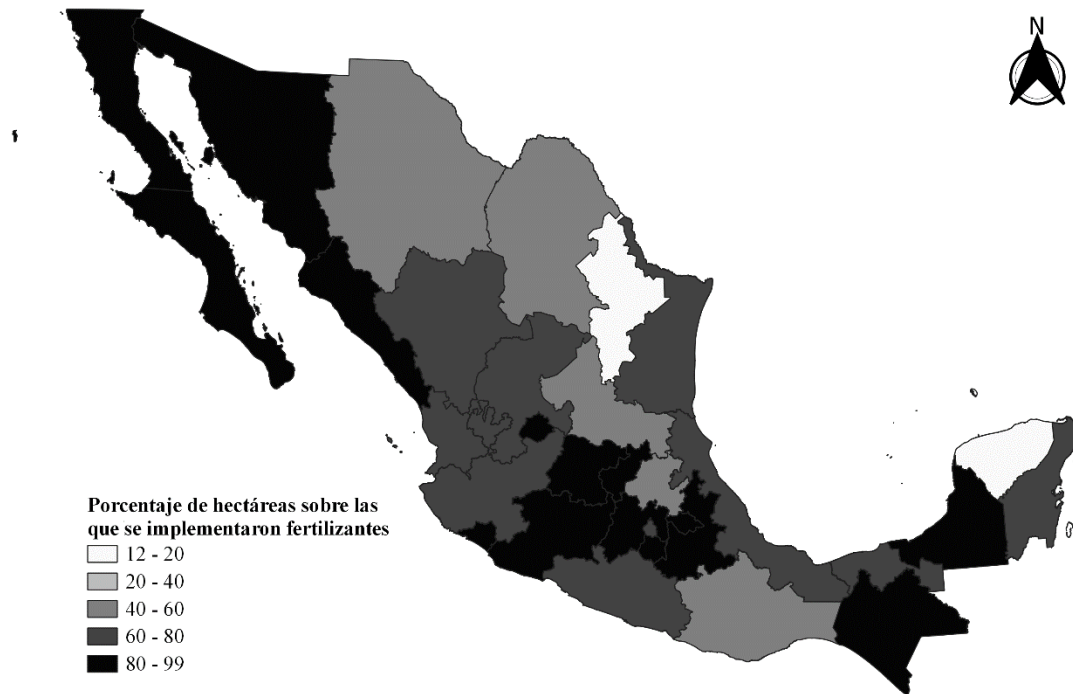 N
Porcentaje de hectáreas sobre las
que se implementaron fertilizantes
12 - 20
20 - 40
40 - 60
60 - 80
80 - 99